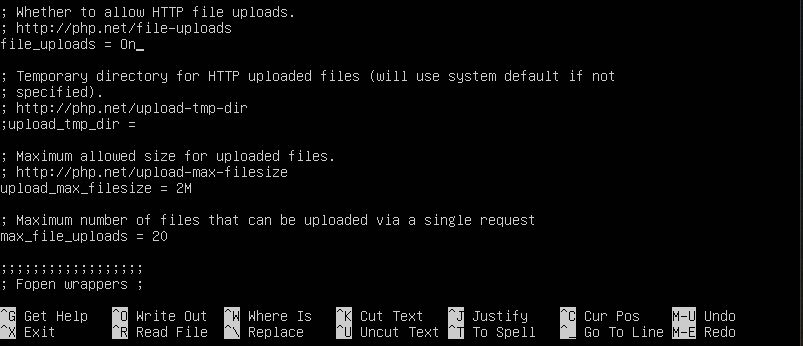 ; Whether to allow HTTP file uploads.
; http://php.net/file-uploads
file_uploads = On_
; Temporary directory for HTTP uploaded files (will use system default if not
; specified).
; http://php.net/upload-tmp-dir
;upload_tmp_dir =
; Maximum allowed size for uploaded files.
; http://php.net/upload-max-filesize
upload_max_filesize = 2M
; Maximum number of files that can be uploaded via a single request
max_file_uploads = 20
;;;;;;;;;;;;;;;;;;
; Fopen wrappers ;
^G Get Help ^O Write Out ^W Where Is ^K Cut Text ^J Justify ^C Cur Pos M-U Undo
^X Exit ^R Read File ^\ Replace ^U Uncut Text ^T To Spell ^_ Go To Line M-E Redo